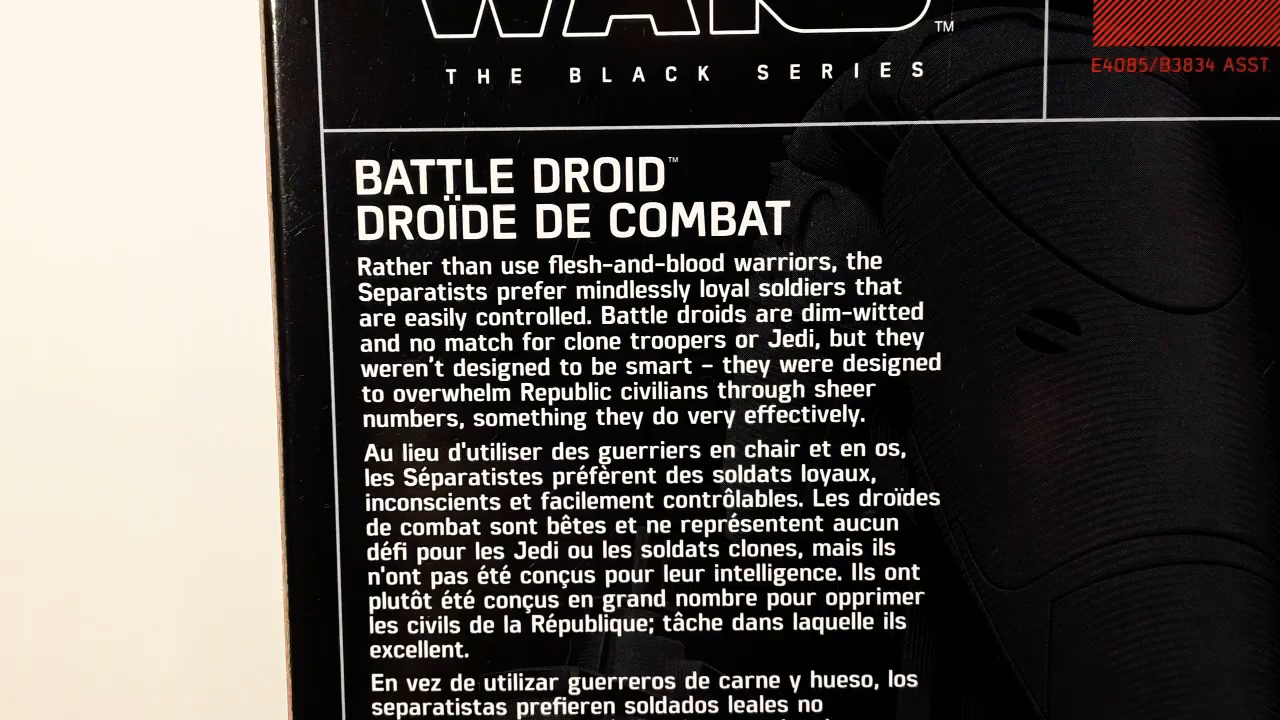 WARS™
THE BLACK SERIES
E4085/B3834 ASST.
BATTLE DROID™
DROÏDE DE COMBAT
Rather than use flesh-and-blood warriors, the
Separatists prefer mindlessly loyal soldiers that
are easily controlled. Battle droids are dim-witted
and no match for clone troopers or Jedi, but they
weren't designed to be smart – they were designed
to overwhelm Republic civilians through sheer
numbers, something they do very effectively.
Au lieu d'utiliser des guerriers en chair et en os,
les Séparatistes préfèrent des soldats loyaux,
inconscients et facilement contrôlables. Les droïdes
de combat sont bêtes et ne représentent aucun
défi pour les Jedi ou les soldats clones, mais ils
n'ont pas été conçus pour leur intelligence. Ils ont
plutôt été conçus en grand nombre pour opprimer
les civils de la République; tâche dans laquelle ils
excellent.
En vez de utilizar guerreros de carne y hueso, los
separatistas prefieren soldados leales no